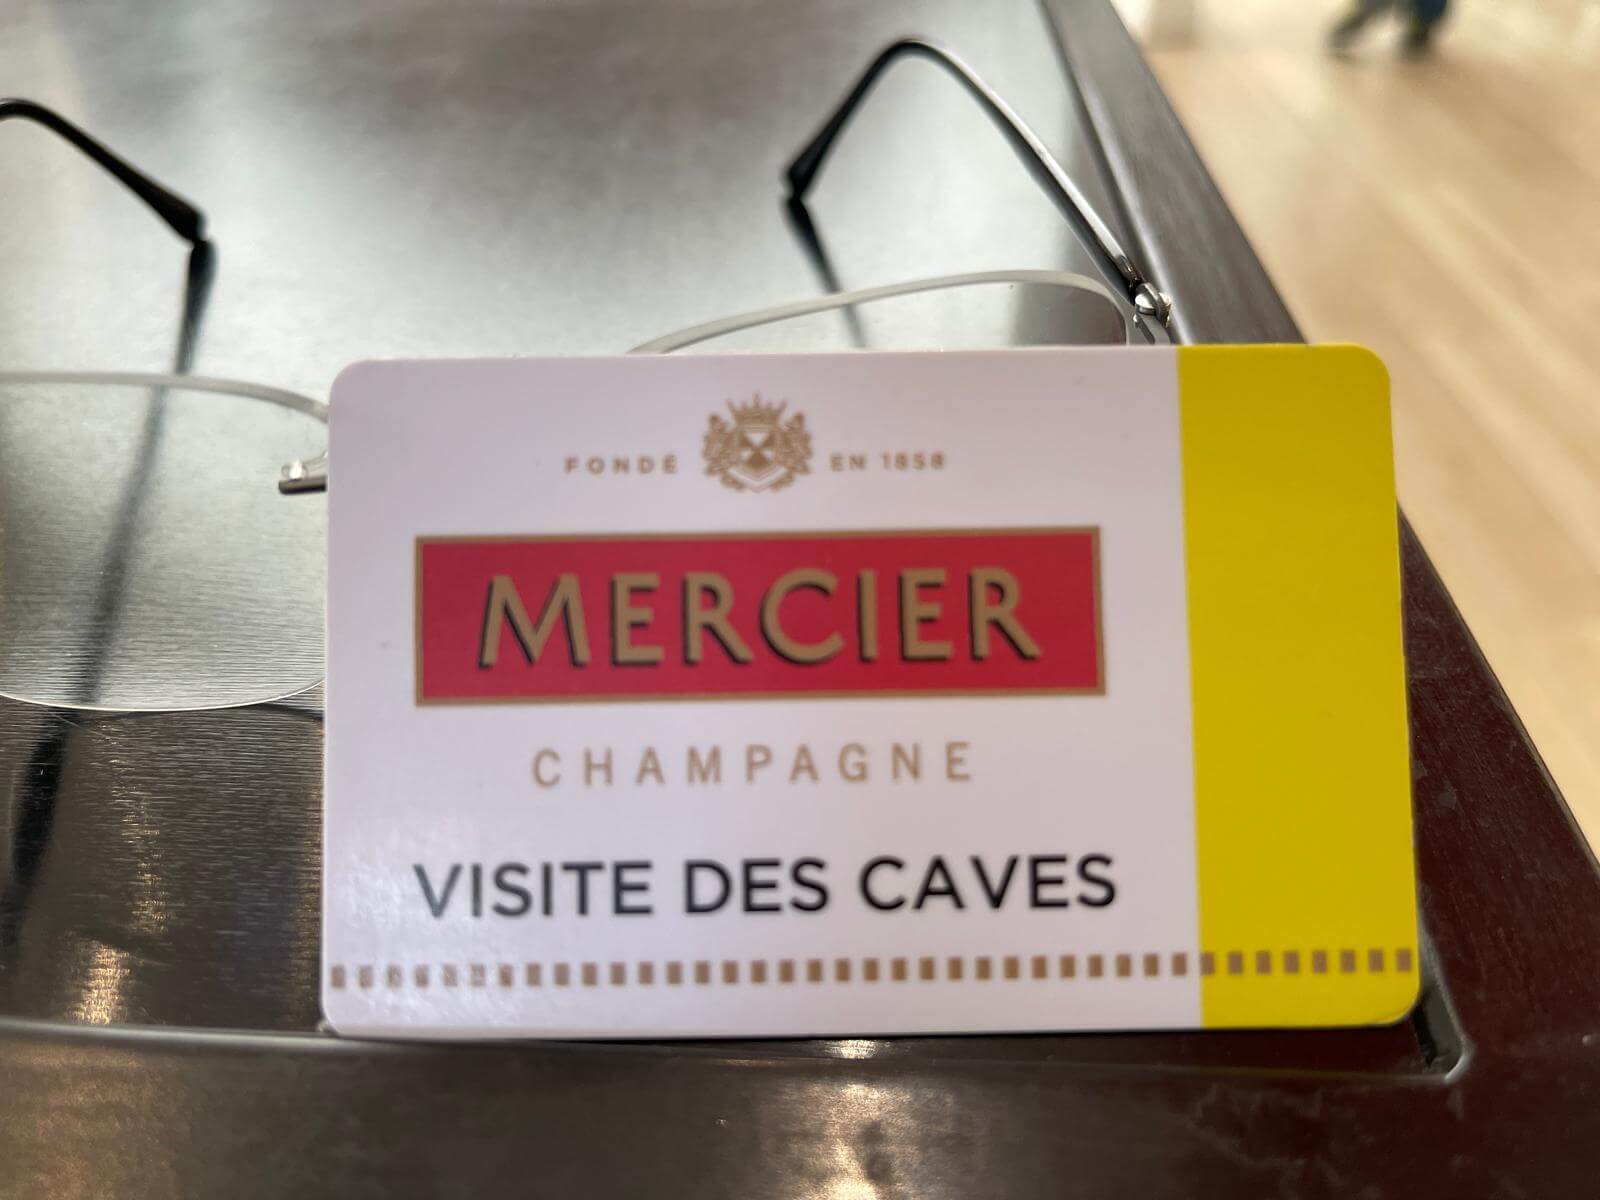 FONDÉ EN 1858
MERCIER
CHAMPAGNE
VISITE DES CAVES